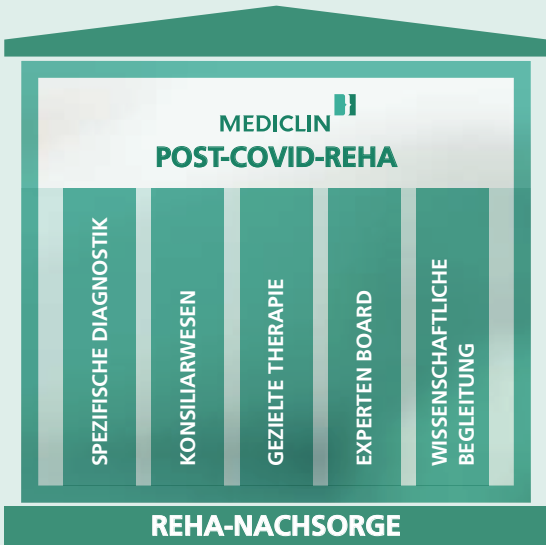 MEDICLIN
POST-COVID-REHA
SPEZIFISCHE DIAGNOSTIK
KONSILIARWESEN
GEZIELTE THERAPIE
EXPERTEN BOARD
WISSENSCHAFTLICHE
BEGLEITUNG
REHA-NACHSORGE